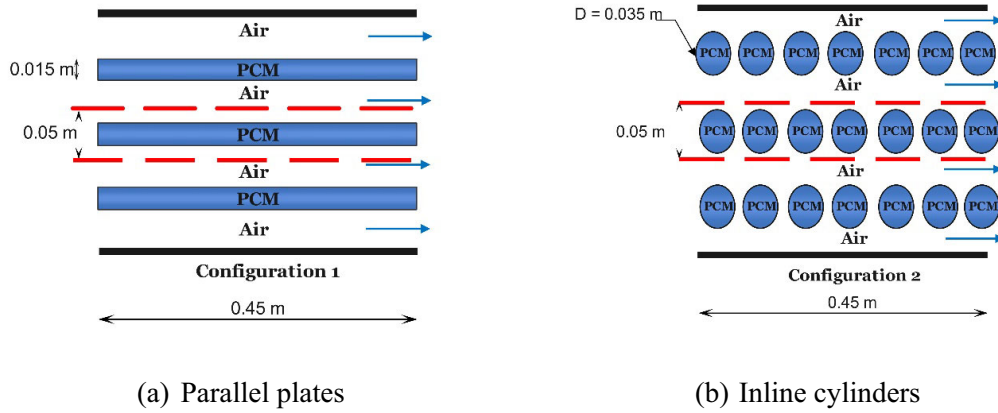 Air
0.015 m
PCM
Air
0.05 m
PCM
Air
PCM
Air
Configuration 1
0.45 m
(a) Parallel plates
D = 0.035 m
Air
PCM PCM PCM PCM PCM PCM PCM
Air
0.05 m
PCM PCM PCM PCM PCM PCM PCM
Air
PCM PCM PCM PCM PCM PCM PCM
Air
Configuration 2
0.45 m
(b) Inline cylinders